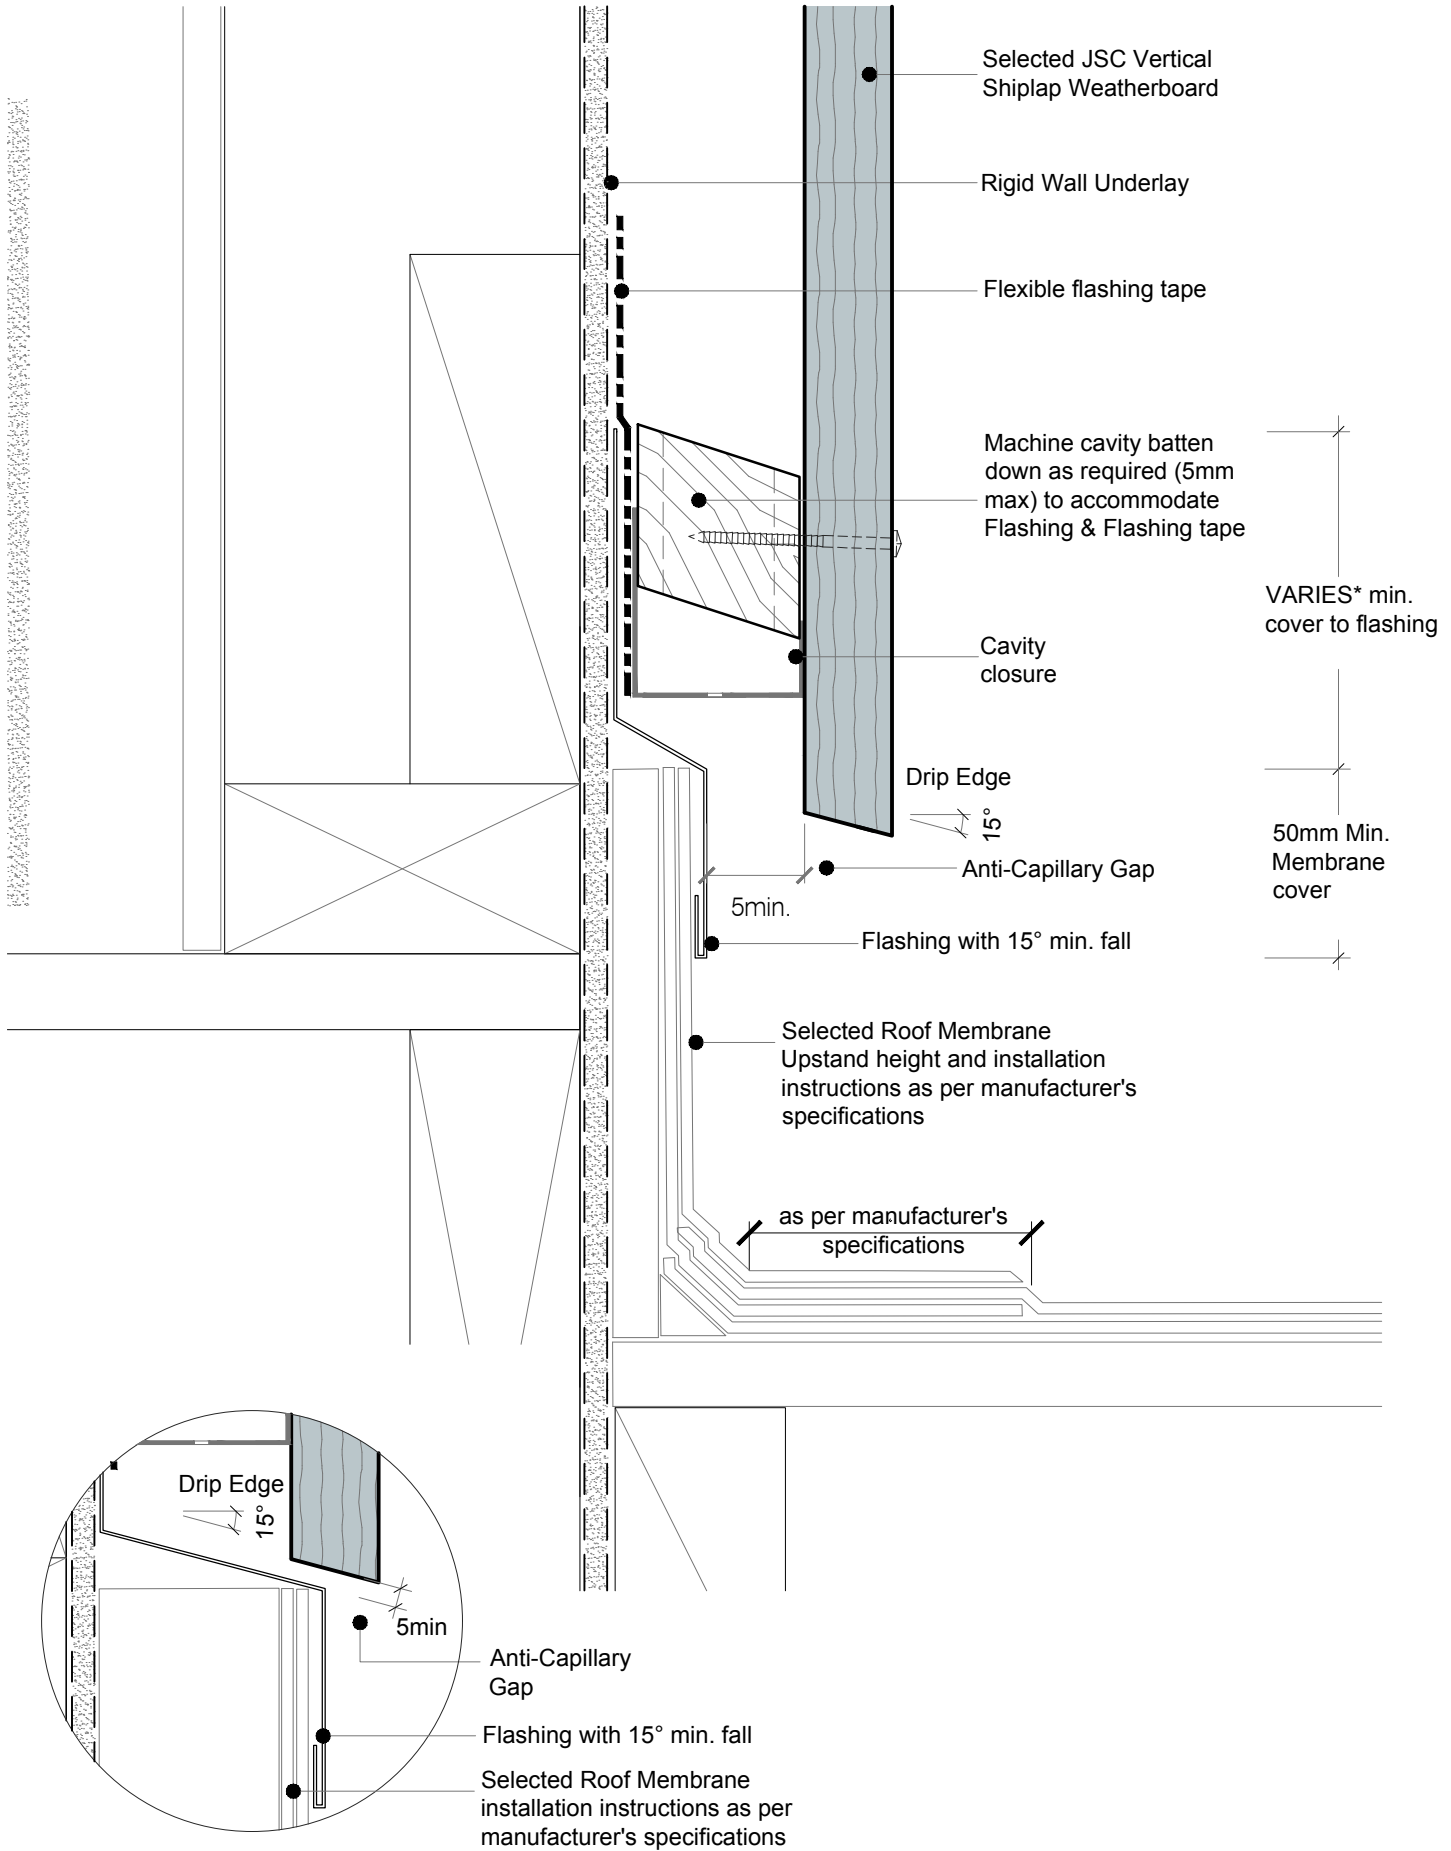 Selected JSC Vertical
Shiplap Weatherboard
Rigid Wall Underlay
Flexible flashing tape
Machine cavity batten
down as required (5mm
max) to accommodate
Flashing & Flashing tape
VARIES* min.
cover to flashing
Cavity
closure
Drip Edge
15°
50mm Min.
Membrane
cover
Anti-Capillary Gap
5min.
Flashing with 15° min. fall
Selected Roof Membrane
Upstand height and installation
instructions as per manufacturer's
specifications
as per manufacturer's
specifications
Drip Edge
15°
5min
Anti-Capillary
Gap
Flashing with 15° min. fall
Selected Roof Membrane
installation instructions as per
manufacturer's specifications